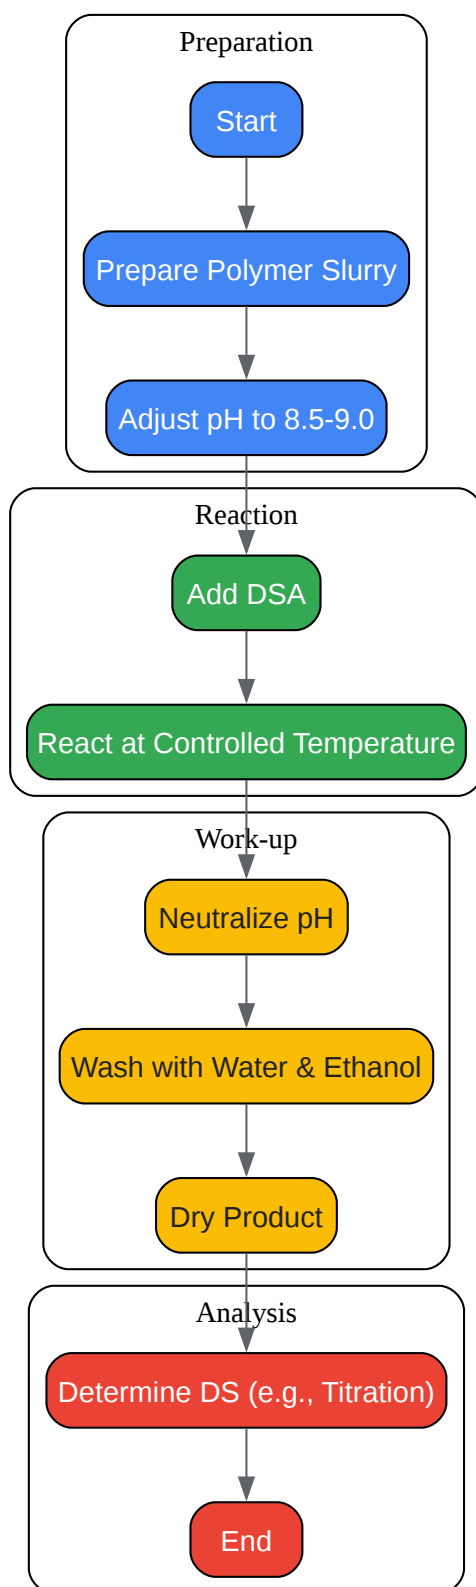 Preparation
Start
Prepare Polymer Slurry
Adjust pH to 8.5-9.0
Reaction
Add DSA
React at Controlled Temperature
Work-up
Neutralize pH
Wash with Water & Ethanol
Dry Product
Analysis
Determine DS (e.g., Titration)
End